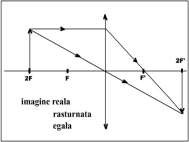 2F'
2F F F'
imagine reala
rasturnata
egala